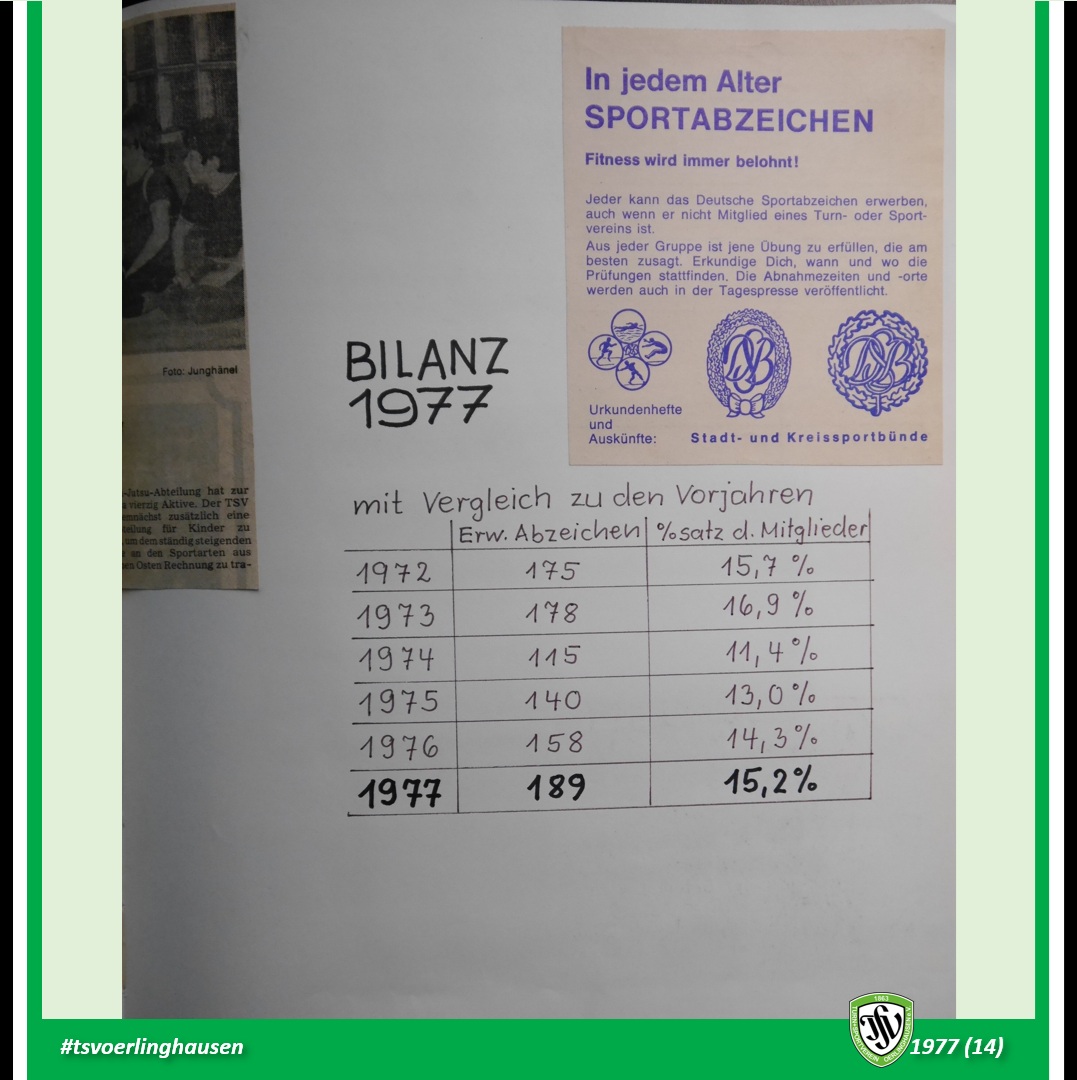 In jedem Alter
SPORTABZEICHEN
Fitness wird immer belohnt!
Jeder kann das Deutsche Sportabzeichen erwerben,
auch wenn er nicht Mitglied eines Turn- oder Sport-
vereins ist.
Aus jeder Gruppe ist jene Übung zu erfüllen, die am
besten zusagt. Erkundige Dich, wann und wo die
Prüfungen stattfinden. Die Abnahmezeiten und -orte
werden auch in der Tagespresse veröffentlicht.
DSB DSB
Urkundenhefte
und
Auskünfte: Stadt- und Kreissportbünde
Foto: Junghänel
-Jutsu-Abteilung hat zur
vierzig Aktive. Der TSV
zusätzlich eine
für Kinder zu
um dem ständig steigenden
an den Sportarten aus
Osten Rechnung zu tra-
BILANZ
1977
mit Vergleich zu den Vorjahren
Erw. Abzeichen %satz d. Mitglieder
1972 175 15,7 %
1973 178 16,9 %
1974 115 11,4 %
1975 140 13,0 %
1976 158 14,3 %
1977 189 15,2 %
#tsvoerlinghausen
1863
TSV
1977 (14)